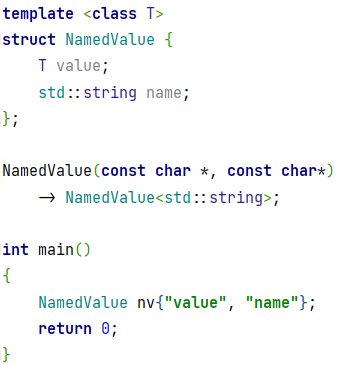 template <class T>
struct NamedValue {
    T value;
    std::string name;
};

NamedValue(const char *, const char*)
    -> NamedValue<std::string>;

int main()
{
    NamedValue nv{"value", "name"};
    return 0;
}